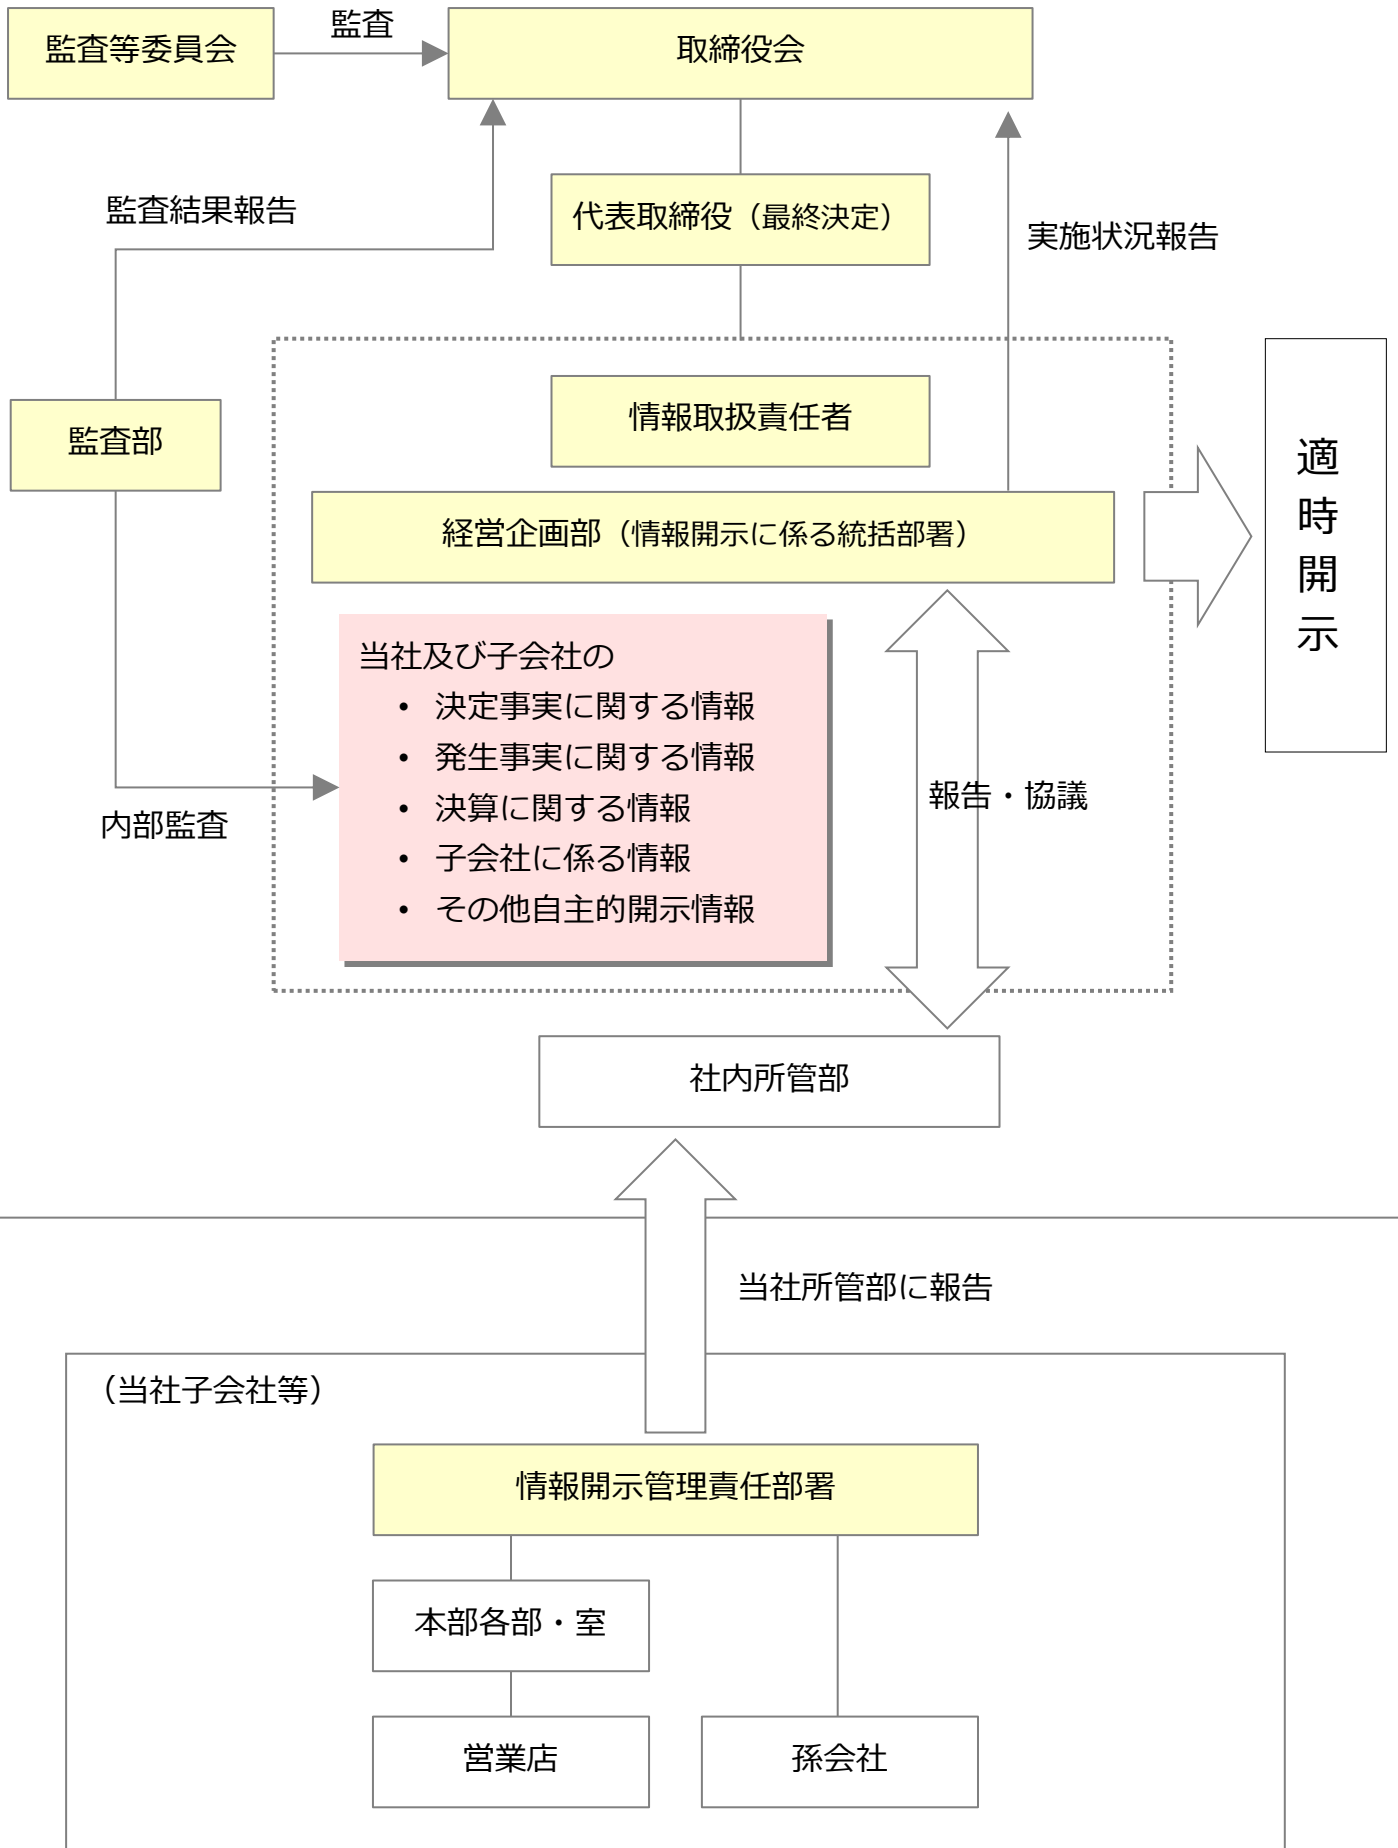 監査等委員会
監査
取締役会
監査結果報告
代表取締役（最終決定）
実施状況報告
監査部
情報取扱責任者
経営企画部（情報開示に係る統括部署）
適時開示
当社及び子会社の
• 決定事実に関する情報
• 発生事実に関する情報
• 決算に関する情報
• 子会社に係る情報
• その他自主的開示情報
報告・協議
内部監査
社内所管部
当社所管部に報告
（当社子会社等）
情報開示管理責任部署
本部各部・室
営業店
孫会社